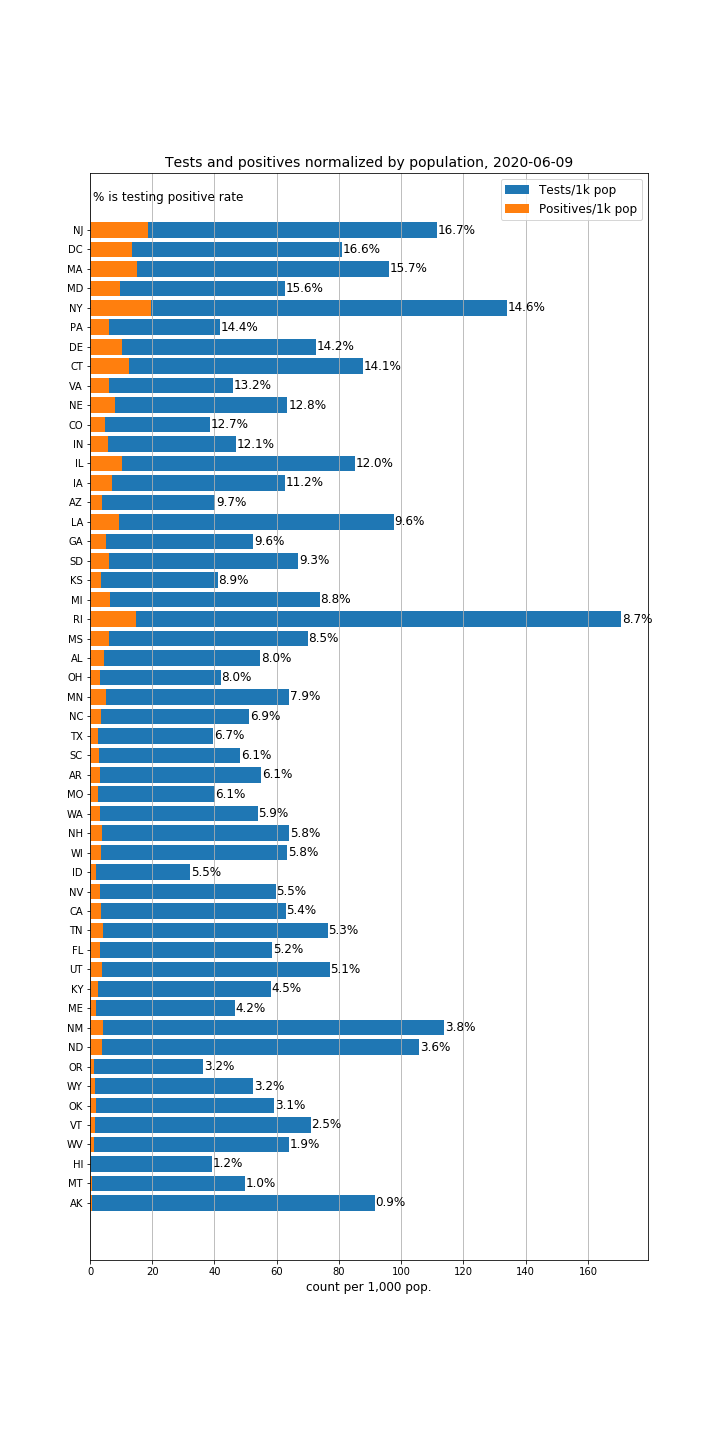 Tests and positives normalized by population, 2020-06-09
% is testing positive rate
Tests/1k pop
Positives/1k pop
NJ 16.7%
DC 16.6%
MA 15.7%
MD 15.6%
NY 14.6%
PA 14.4%
DE 14.2%
CT 14.1%
VA 13.2%
NE 12.8%
CO 12.7%
IN 12.1%
IL 12.0%
IA 11.2%
AZ 9.7%
LA 9.6%
GA 9.6%
SD 9.3%
KS 8.9%
MI 8.8%
RI 8.7%
MS 8.5%
AL 8.0%
OH 8.0%
MN 7.9%
NC 6.9%
TX 6.7%
SC 6.1%
AR 6.1%
MO 6.1%
WA 5.9%
NH 5.8%
WI 5.8%
ID 5.5%
NV 5.5%
CA 5.4%
TN 5.3%
FL 5.2%
UT 5.1%
KY 4.5%
ME 4.2%
NM 3.8%
ND 3.6%
OR 3.2%
WY 3.2%
OK 3.1%
VT 2.5%
WV 1.9%
HI 1.2%
MT 1.0%
AK 0.9%
0 20 40 60 80 100 120 140 160
count per 1,000 pop.